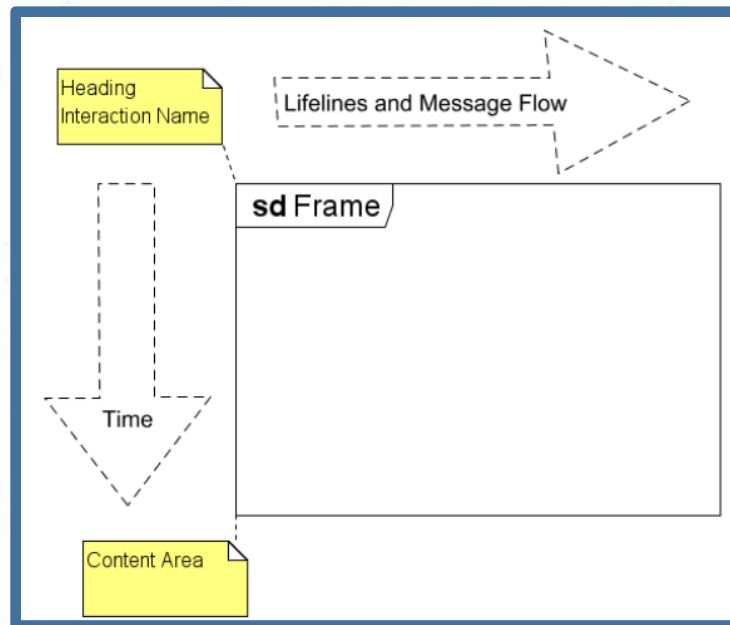 Heading
Interaction Name
Lifelines and Message Flow
sd Frame
Time
Content Area